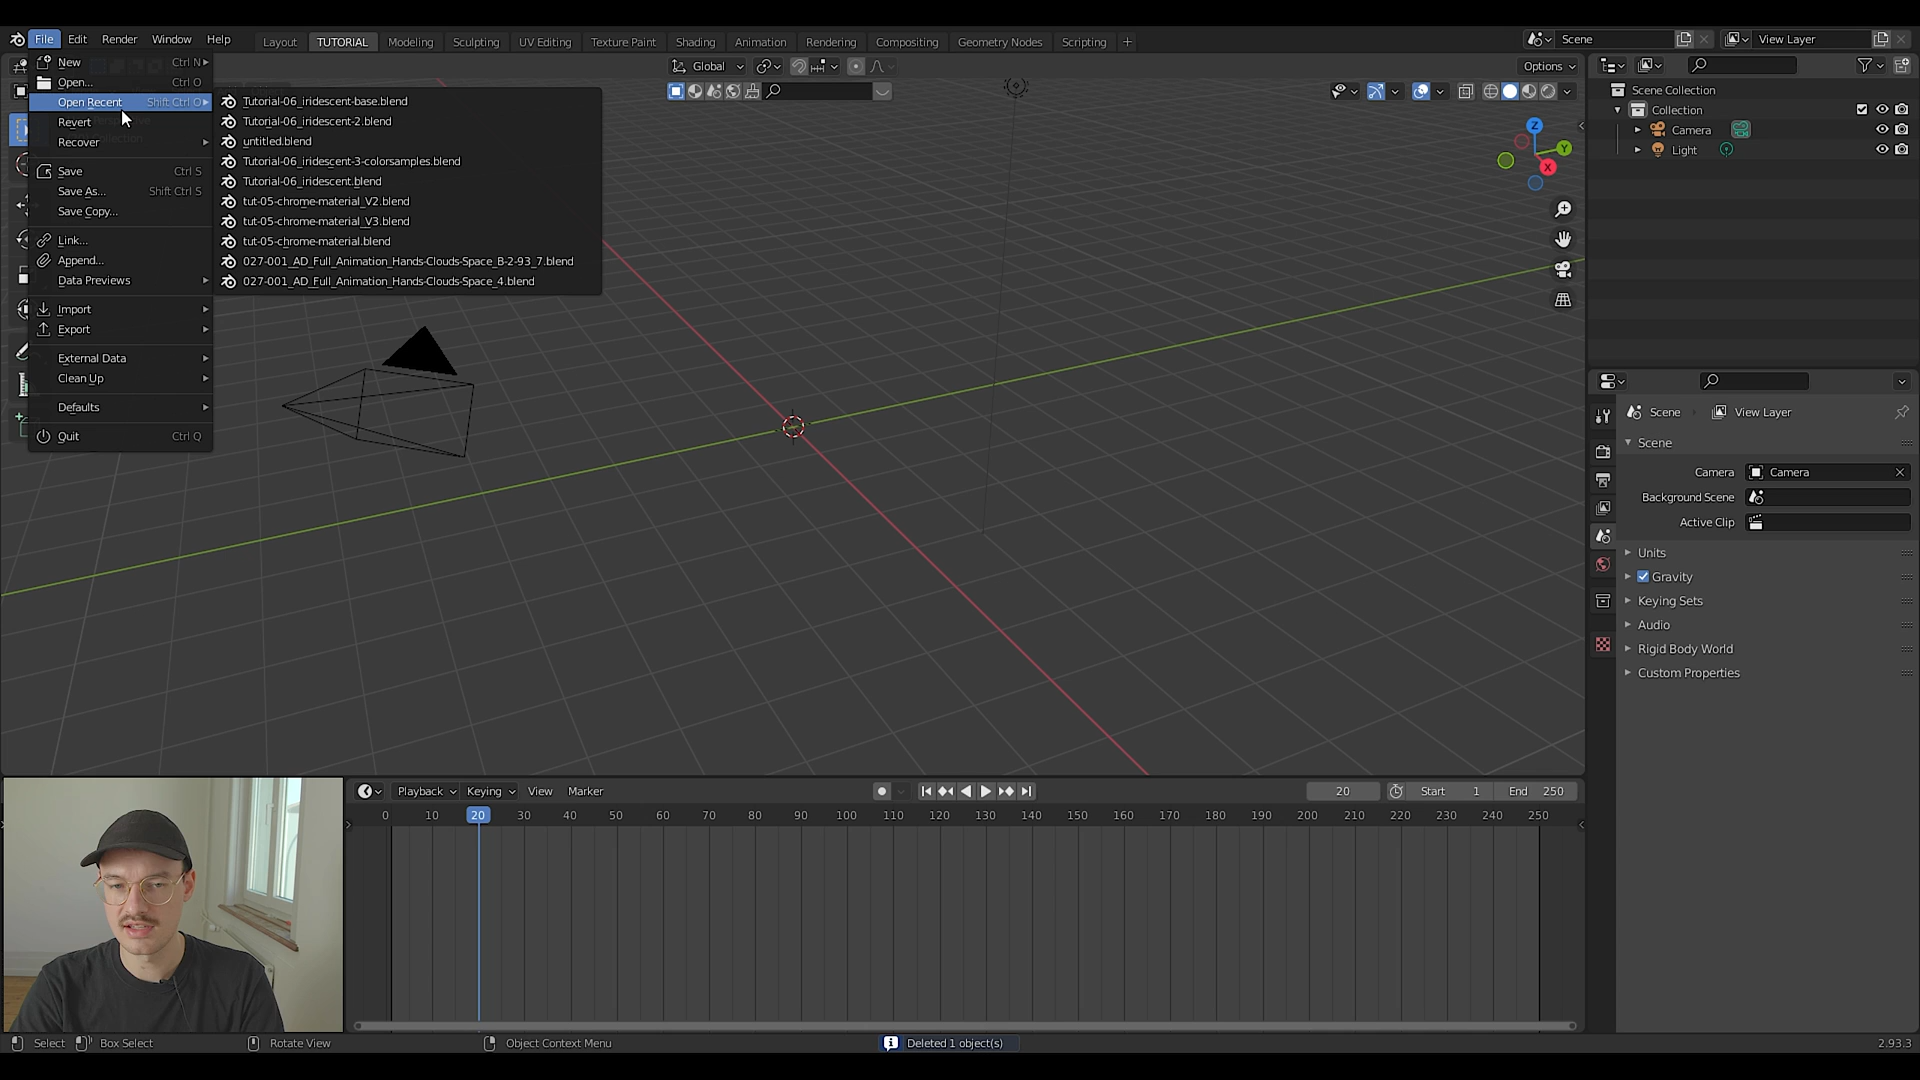 File Edit Render Window Help
Layout TUTORIAL Modeling Sculpting UV Editing Texture Paint Shading Animation Rendering Compositing Geometry Nodes Scripting +
Scene
View Layer
New Ctrl N
Open... Ctrl O
Open Recent Shift Ctrl O
Revert
Recover
Save Ctrl S
Save As... Shift Ctrl S
Save Copy...
Link...
Append...
Data Previews
Import
Export
External Data
Clean Up
Defaults
Quit Ctrl Q
Tutorial-06_iridescent-base.blend
Tutorial-06_iridescent-2.blend
untitled.blend
Tutorial-06_iridescent-3-colorsamples.blend
Tutorial-06_iridescent.blend
tut-05-chrome-material_V2.blend
tut-05-chrome-material_V3.blend
tut-05-chrome-material.blend
027-001_AD_Full_Animation_Hands-Clouds-Space_B-2-93_7.blend
027-001_AD_Full_Animation_Hands-Clouds-Space_4.blend
Global
Options
Z
Y
X
Scene Collection
Collection
Camera
Light
Scene View Layer
Scene
Camera Camera
Background Scene
Active Clip
Units
Gravity
Keying Sets
Audio
Rigid Body World
Custom Properties
Playback Keying View Marker
20 Start 1 End 250
0 10 20 30 40 50 60 70 80 90 100 110 120 130 140 150 160 170 180 190 200 210 220 230 240 250
Select Box Select Rotate View Object Context Menu Deleted 1 object(s) 2.93.3